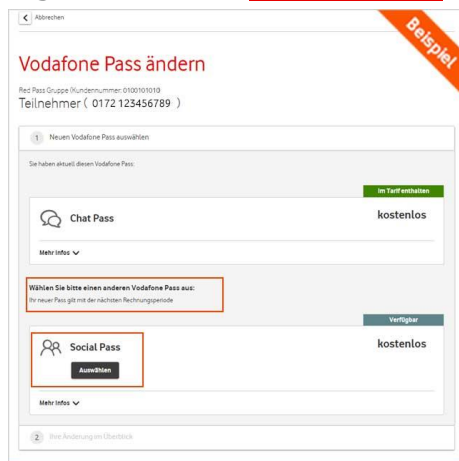 Abbrechen
Beispiel
Vodafone Pass ändern
Red Pass Gruppe (Kundennummer: 0100101010)
Teilnehmer ( 0172 123456789 )
1 Neuen Vodafone Pass auswählen
Sie haben aktuell diesen Vodafone Pass:
Im Tarif enthalten
Chat Pass kostenlos
Mehr Infos
Wählen Sie bitte einen anderen Vodafone Pass aus:
Ihr neuer Pass gilt mit der nächsten Rechnungsperiode
Verfügbar
Social Pass kostenlos
Auswählen
Mehr Infos
2 Ihre Änderung im Überblick